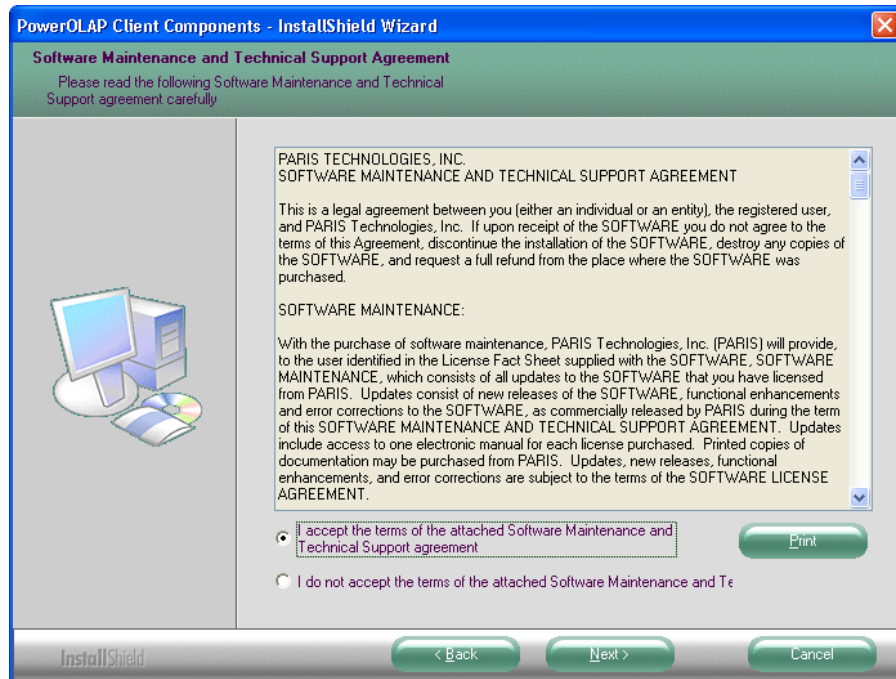 PowerOLAP Client Components - InstallShield Wizard
Software Maintenance and Technical Support Agreement
Please read the following Software Maintenance and Technical
Support agreement carefully
PARIS TECHNOLOGIES, INC.
SOFTWARE MAINTENANCE AND TECHNICAL SUPPORT AGREEMENT
This is a legal agreement between you (either an individual or an entity), the registered user,
and PARIS Technologies, Inc.  If upon receipt of the SOFTWARE you do not agree to the
terms of this Agreement, discontinue the installation of the SOFTWARE, destroy any copies of
the SOFTWARE, and request a full refund from the place where the SOFTWARE was
purchased.
SOFTWARE MAINTENANCE:
With the purchase of software maintenance, PARIS Technologies, Inc. (PARIS) will provide,
to the user identified in the License Fact Sheet supplied with the SOFTWARE, SOFTWARE
MAINTENANCE, which consists of all updates to the SOFTWARE that you have licensed
from PARIS.  Updates consist of new releases of the SOFTWARE, functional enhancements
and error corrections to the SOFTWARE, as commercially released by PARIS during the term
of this SOFTWARE MAINTENANCE AND TECHNICAL SUPPORT AGREEMENT.  Updates
include access to one electronic manual for each license purchased.  Printed copies of
documentation may be purchased from PARIS.  Updates, new releases, functional
enhancements, and error corrections are subject to the terms of the SOFTWARE LICENSE
AGREEMENT.
I accept the terms of the attached Software Maintenance and
Technical Support agreement
Print
I do not accept the terms of the attached Software Maintenance and Te
InstallShield
< Back
Next >
Cancel